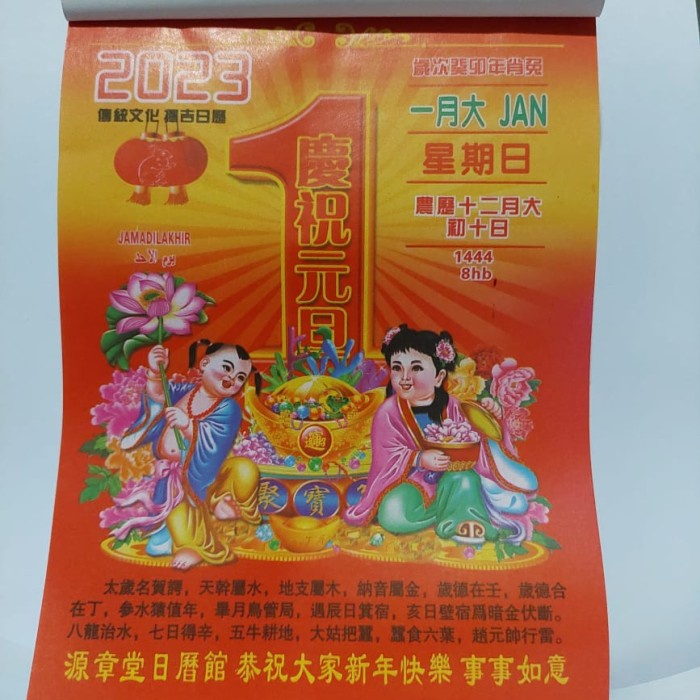 2023
傳統文化 擇吉日曆
歲次癸卯年肖兔
一月大 JAN
星期日
農曆十二月大
初十日
1444
8hb,
JAMADILAKHIR
يوم الاحد
1
慶祝元旦
聚寶
太歲名賀諤，天幹屬水，地支屬木，納音屬金，歲德在壬，歲德合
在丁，參水猿值年，畢月烏管局，遇辰日箕宿，亥日壁宿爲暗金伏斷。
八龍治水，七日得辛，五牛耕地，大姑把蠶，蠶食六葉，趙元帥行雷。
源章堂日曆館 恭祝大家新年快樂 事事如意